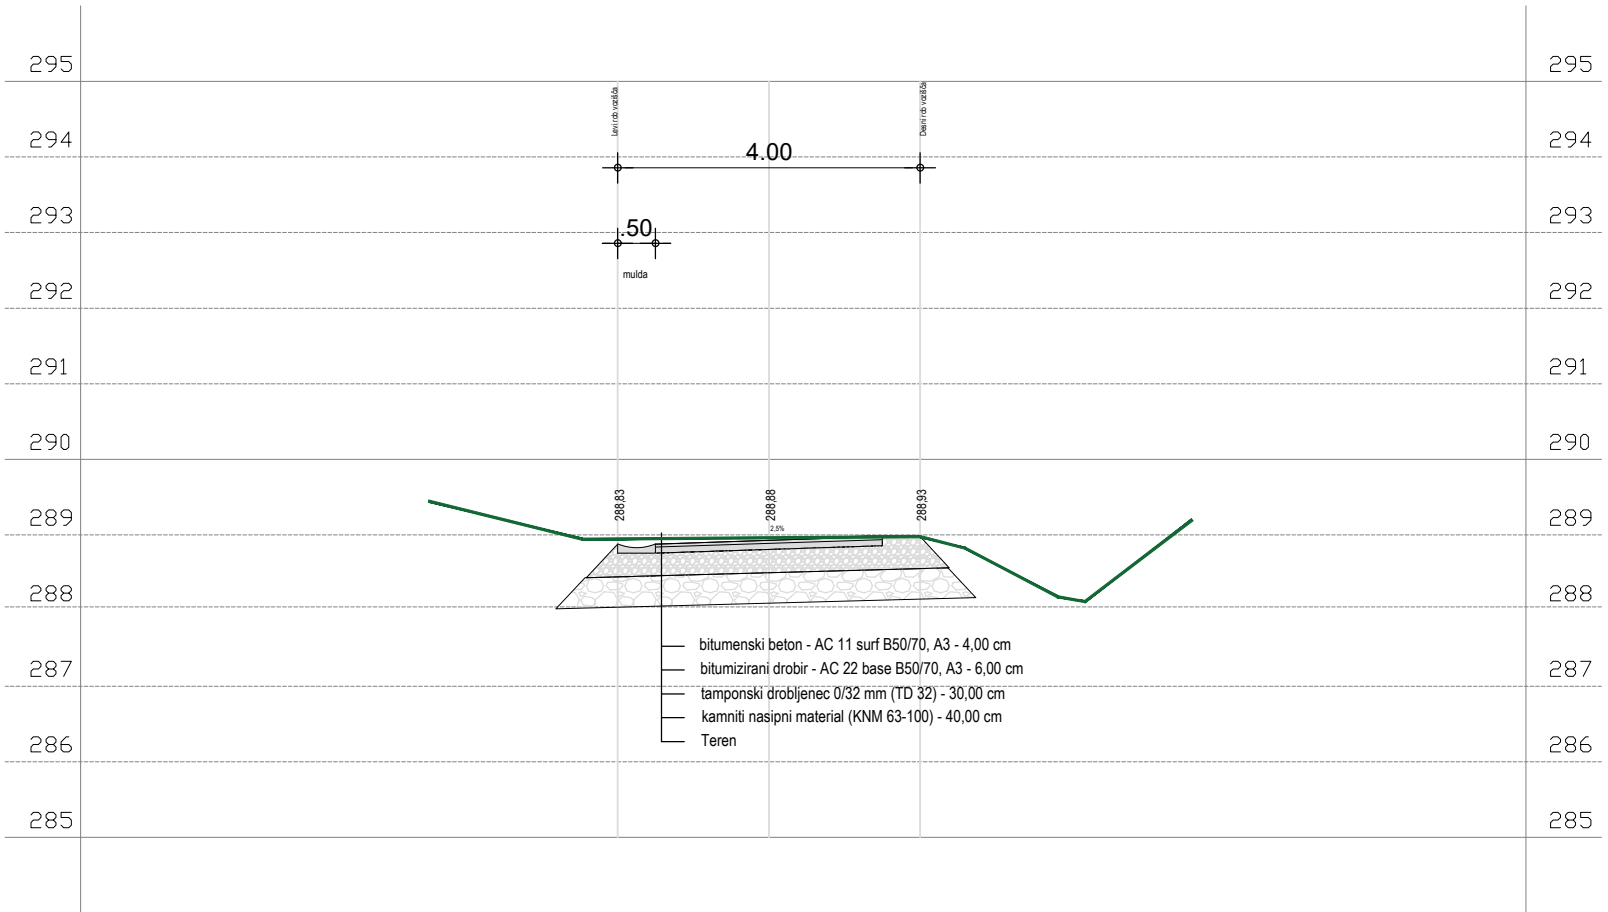 295 295
Levi rob vozišča
Desni rob vozišča
294 294
4.00
293 293
.50
mulda
292 292
291 291
290 290
288,83
288,88
288,93
289 289
2,5%
288 288
bitumenski beton - AC 11 surf B50/70, A3 - 4,00 cm
bitumizirani drobir - AC 22 base B50/70, A3 - 6,00 cm
287 287
tamponski drobljenec 0/32 mm (TD 32) - 30,00 cm
kamniti nasipni material (KNM 63-100) - 40,00 cm
Teren
286 286
285 285